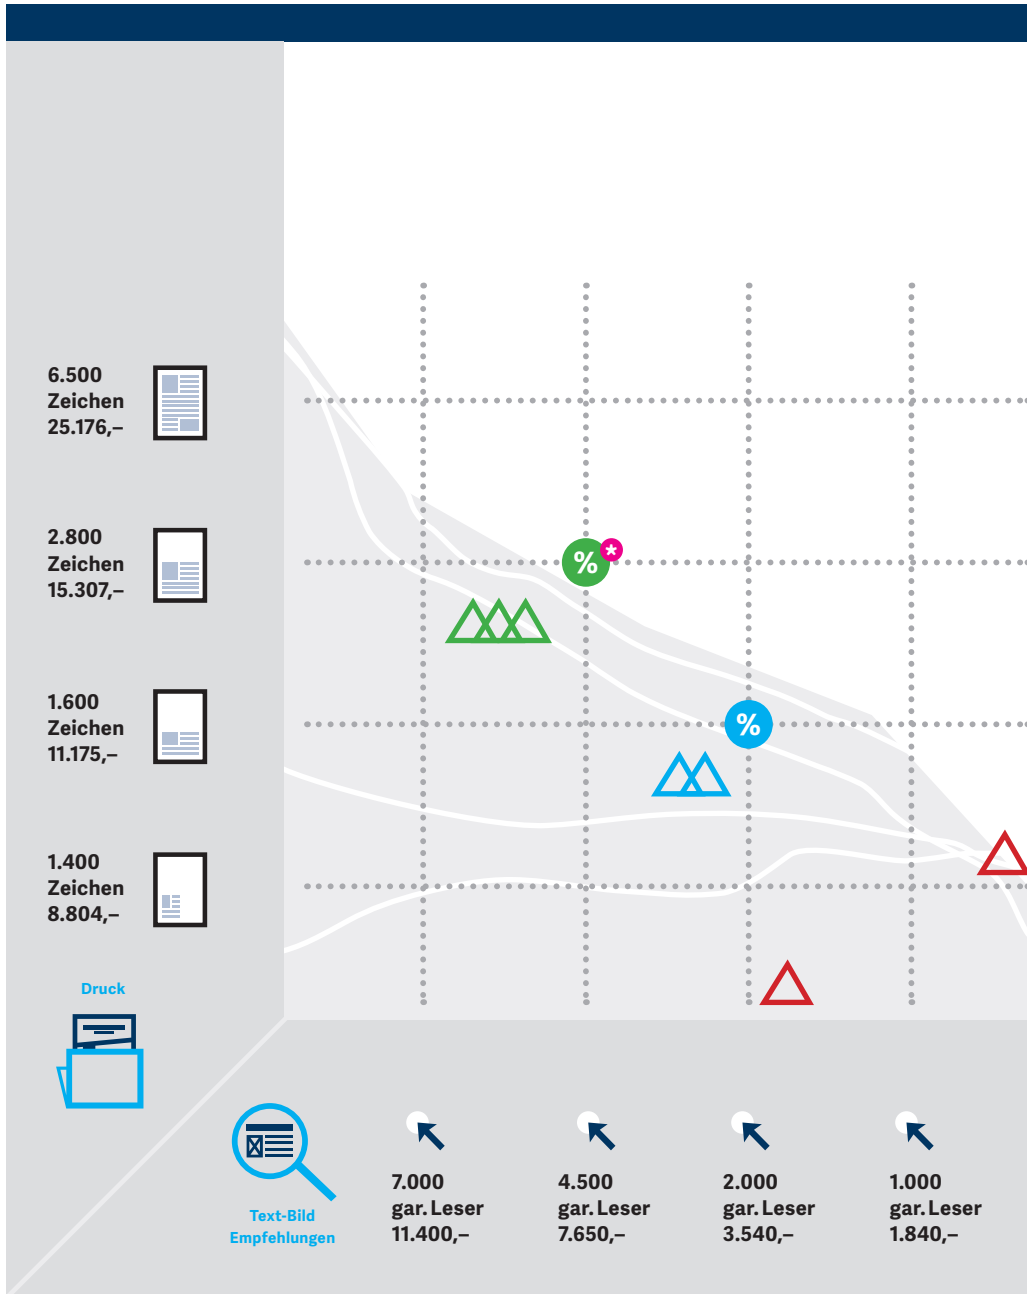 6.500
Zeichen
25.176,–
2.800
Zeichen
15.307,–
%
*
1.600
Zeichen
11.175,–
%
1.400
Zeichen
8.804,–
Druck
Text-Bild
Empfehlungen
7.000
gar. Leser
11.400,–
4.500
gar. Leser
7.650,–
2.000
gar. Leser
3.540,–
1.000
gar. Leser
1.840,–